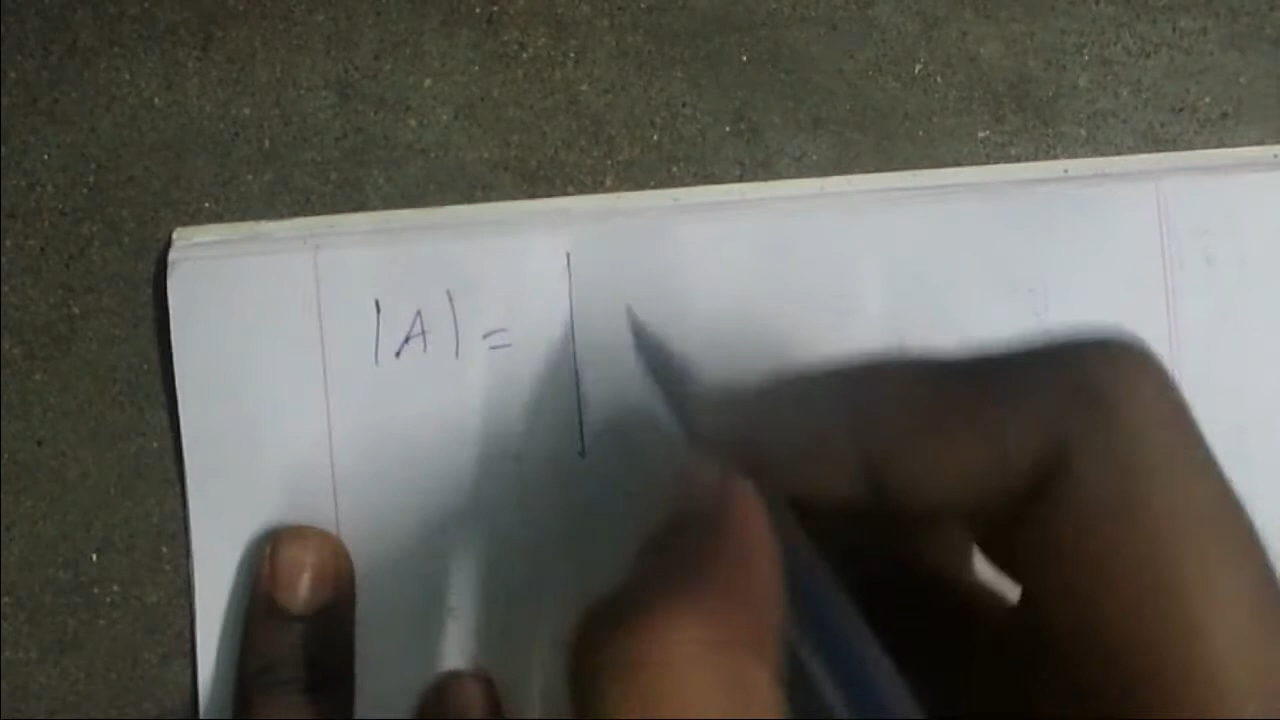 |A| = |